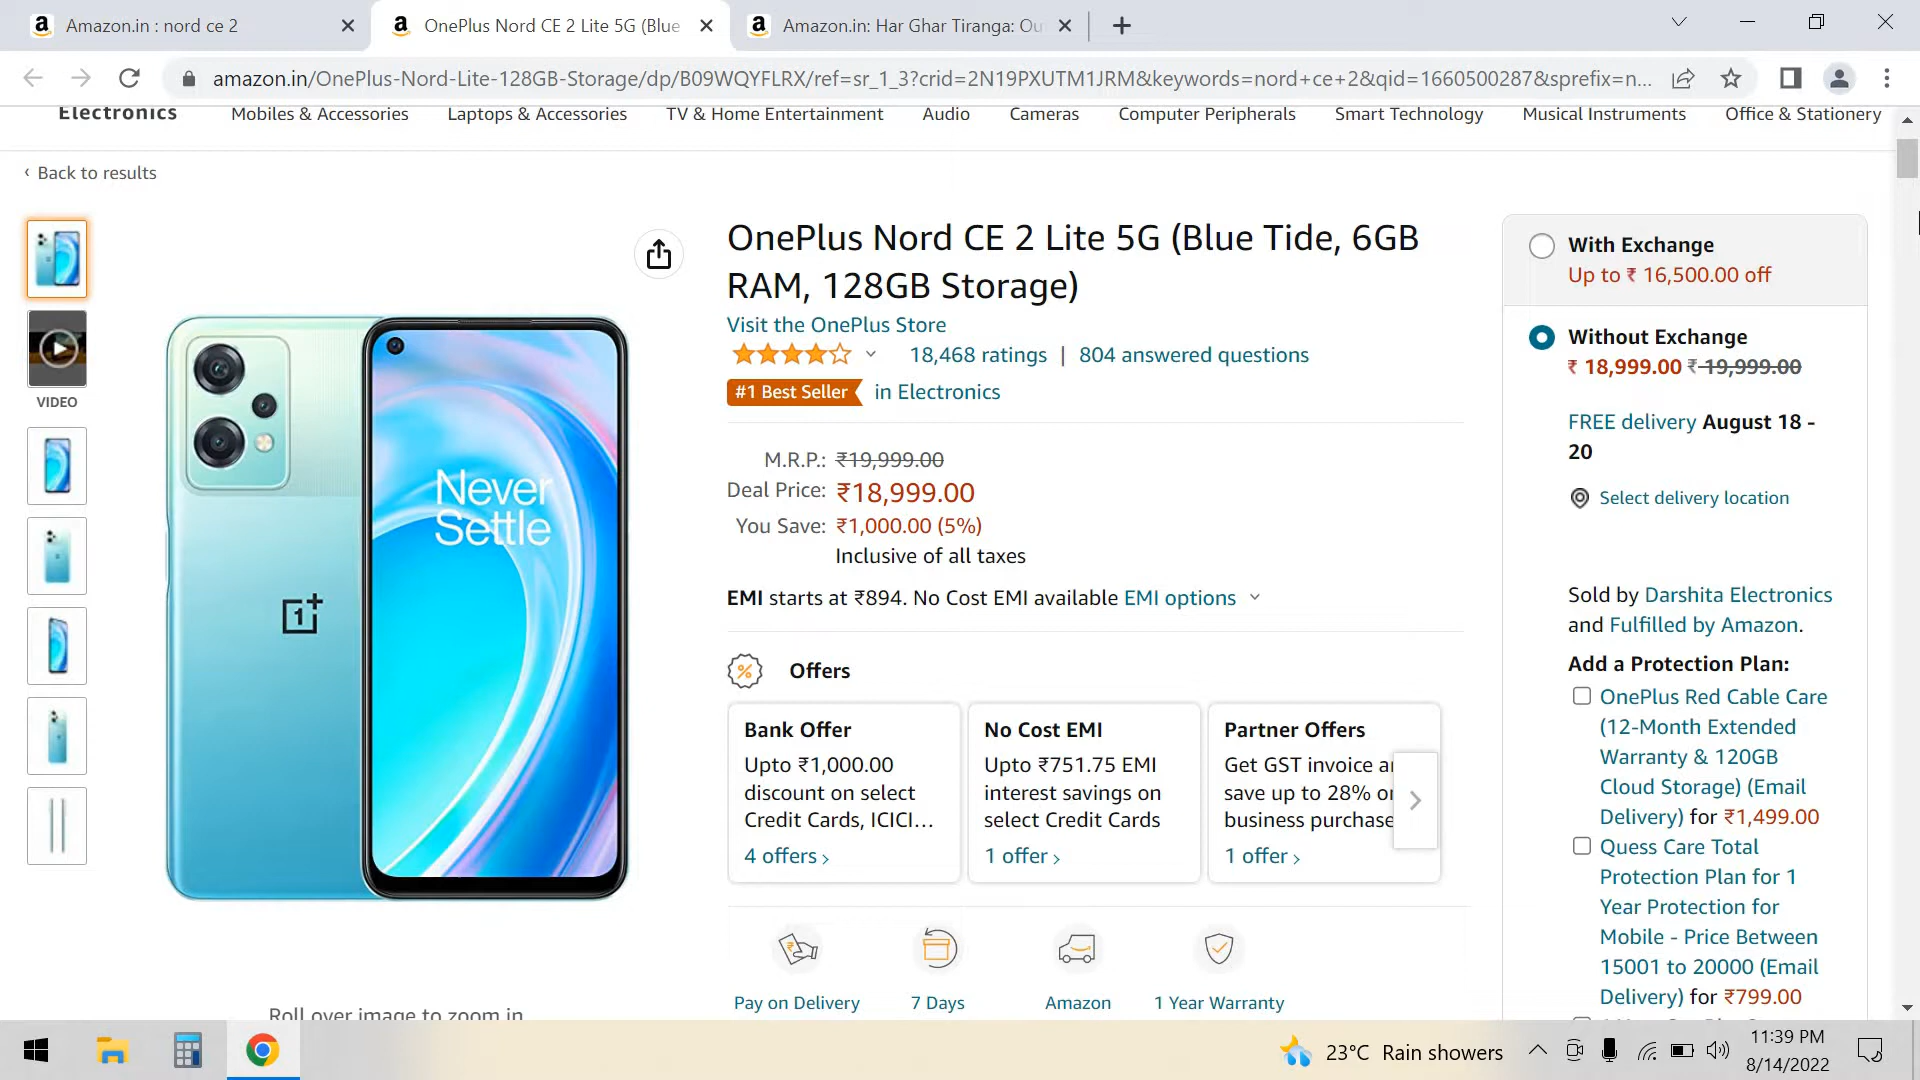 Amazon.in : nord ce 2
OnePlus Nord CE 2 Lite 5G (Blue
Amazon.in: Har Ghar Tiranga: Ou
amazon.in/OnePlus-Nord-Lite-128GB-Storage/dp/B09WQYFLRX/ref=sr_1_3?crid=2N19PXUTM1JRM&keywords=nord+ce+2&qid=1660500287&sprefix=n...
Electronics Mobiles & Accessories Laptops & Accessories TV & Home Entertainment Audio Cameras Computer Peripherals Smart Technology Musical Instruments Office & Stationery
‹ Back to results
VIDEO
Never
Settle
Roll over image to zoom in
OnePlus Nord CE 2 Lite 5G (Blue Tide, 6GB
RAM, 128GB Storage)
Visit the OnePlus Store
18,468 ratings | 804 answered questions
#1 Best Seller in Electronics
M.R.P.: ₹19,999.00
Deal Price: ₹18,999.00
You Save: ₹1,000.00 (5%)
Inclusive of all taxes
EMI starts at ₹894. No Cost EMI available EMI options
Offers
Bank Offer
Upto ₹1,000.00
discount on select
Credit Cards, ICICI...
4 offers ›
No Cost EMI
Upto ₹751.75 EMI
interest savings on
select Credit Cards
1 offer ›
Partner Offers
Get GST invoice a
save up to 28% o
business purchase
1 offer ›
Pay on Delivery
7 Days
Amazon
1 Year Warranty
With Exchange
Up to ₹ 16,500.00 off
Without Exchange
₹ 18,999.00 ₹ 19,999.00
FREE delivery August 18 -
20
Select delivery location
Sold by Darshita Electronics
and Fulfilled by Amazon.
Add a Protection Plan:
OnePlus Red Cable Care
(12-Month Extended
Warranty & 120GB
Cloud Storage) (Email
Delivery) for ₹1,499.00
Quess Care Total
Protection Plan for 1
Year Protection for
Mobile - Price Between
15001 to 20000 (Email
Delivery) for ₹799.00
23°C Rain showers
11:39 PM
8/14/2022